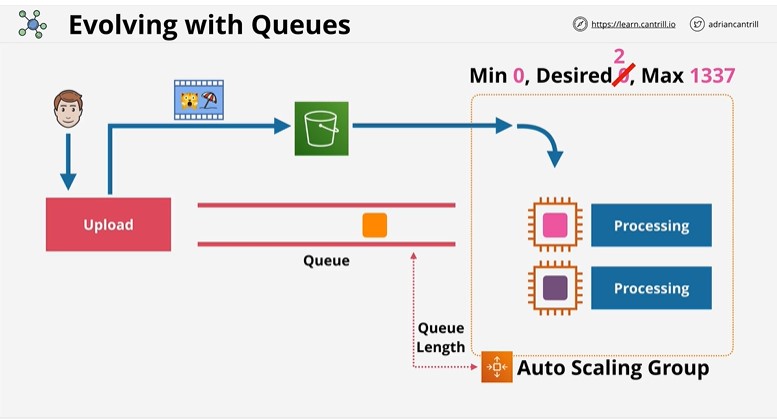 Evolving with Queues
https://learn.cantrill.io
adriancantrill
2
Min 0, Desired 0, Max 1337
Upload
Processing
Queue
Processing
Queue
Length
Auto Scaling Group